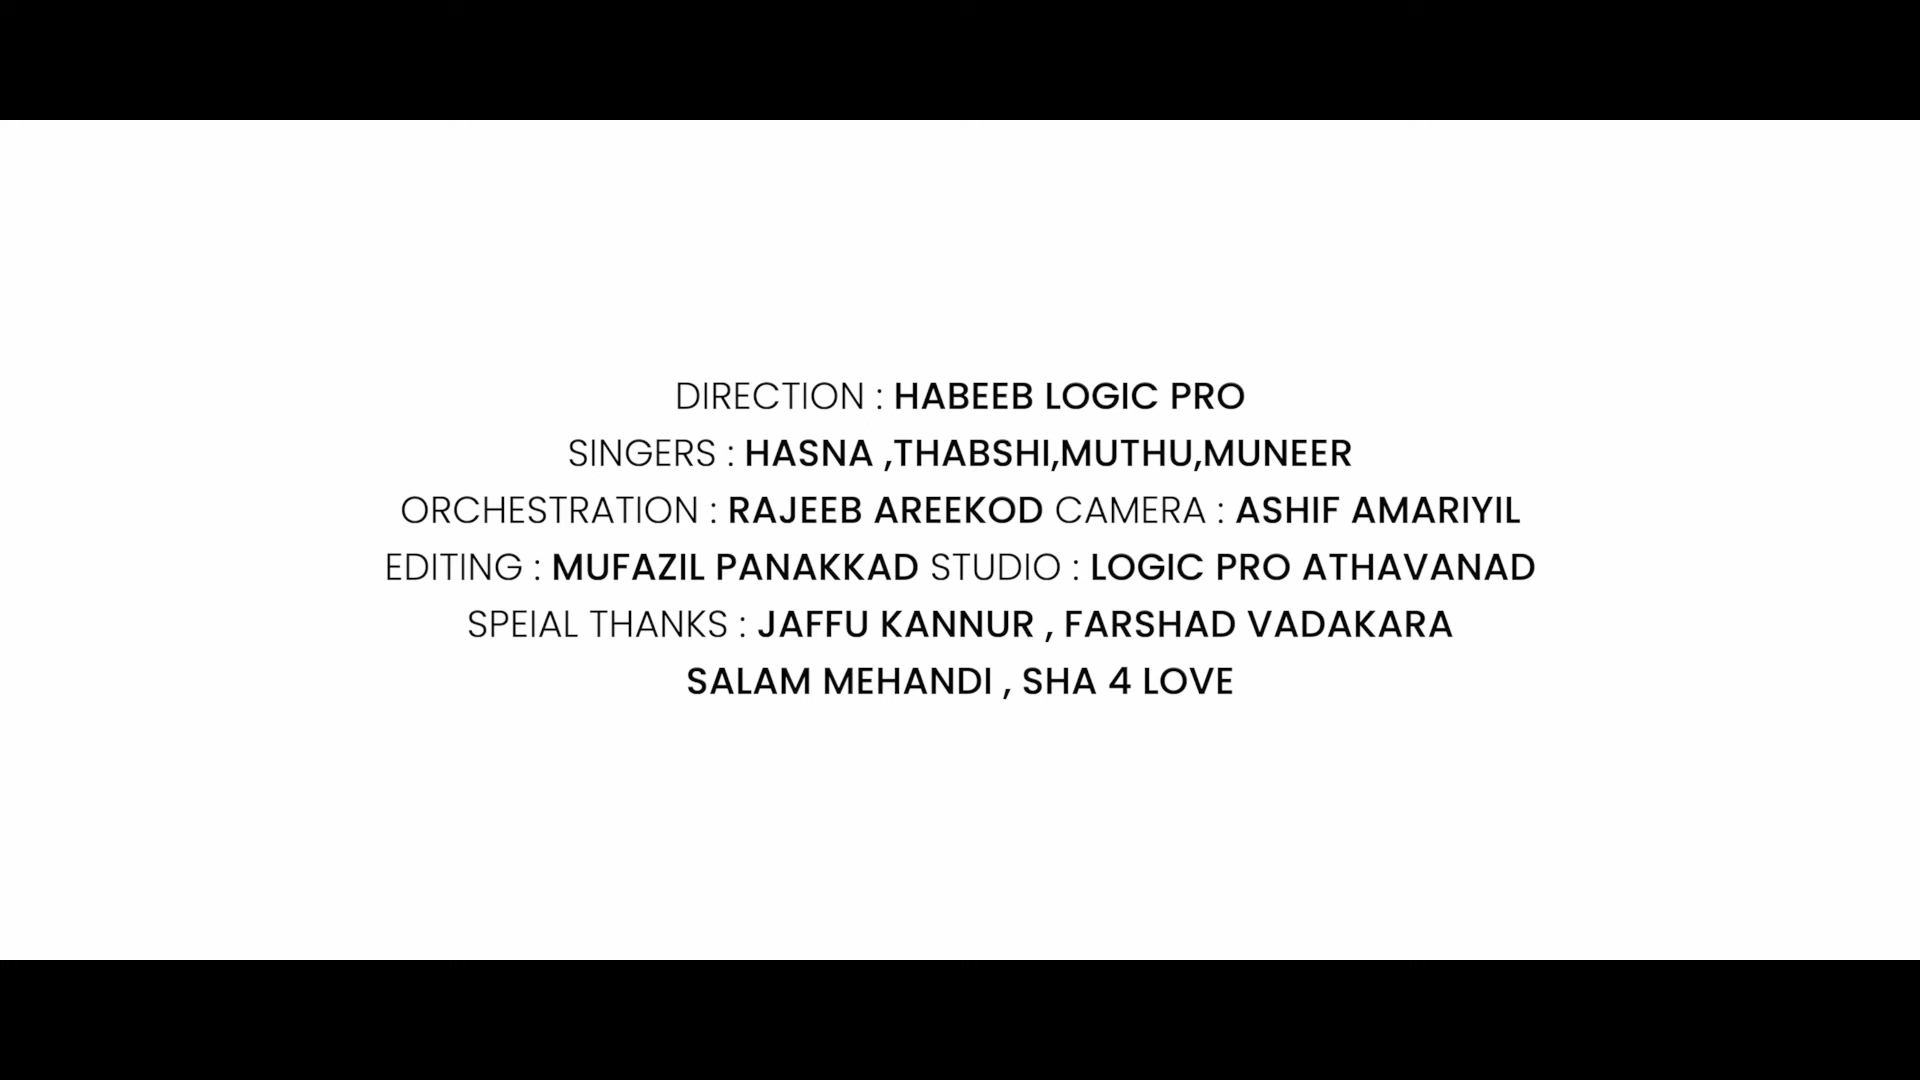 DIRECTION : HABEEB LOGIC PRO
SINGERS : HASNA ,THABSHI,MUTHU,MUNEER
ORCHESTRATION : RAJEEB AREEKOD CAMERA : ASHIF AMARIYIL
EDITING : MUFAZIL PANAKKAD STUDIO : LOGIC PRO ATHAVANAD
SPEIAL THANKS : JAFFU KANNUR , FARSHAD VADAKARA
SALAM MEHANDI , SHA 4 LOVE